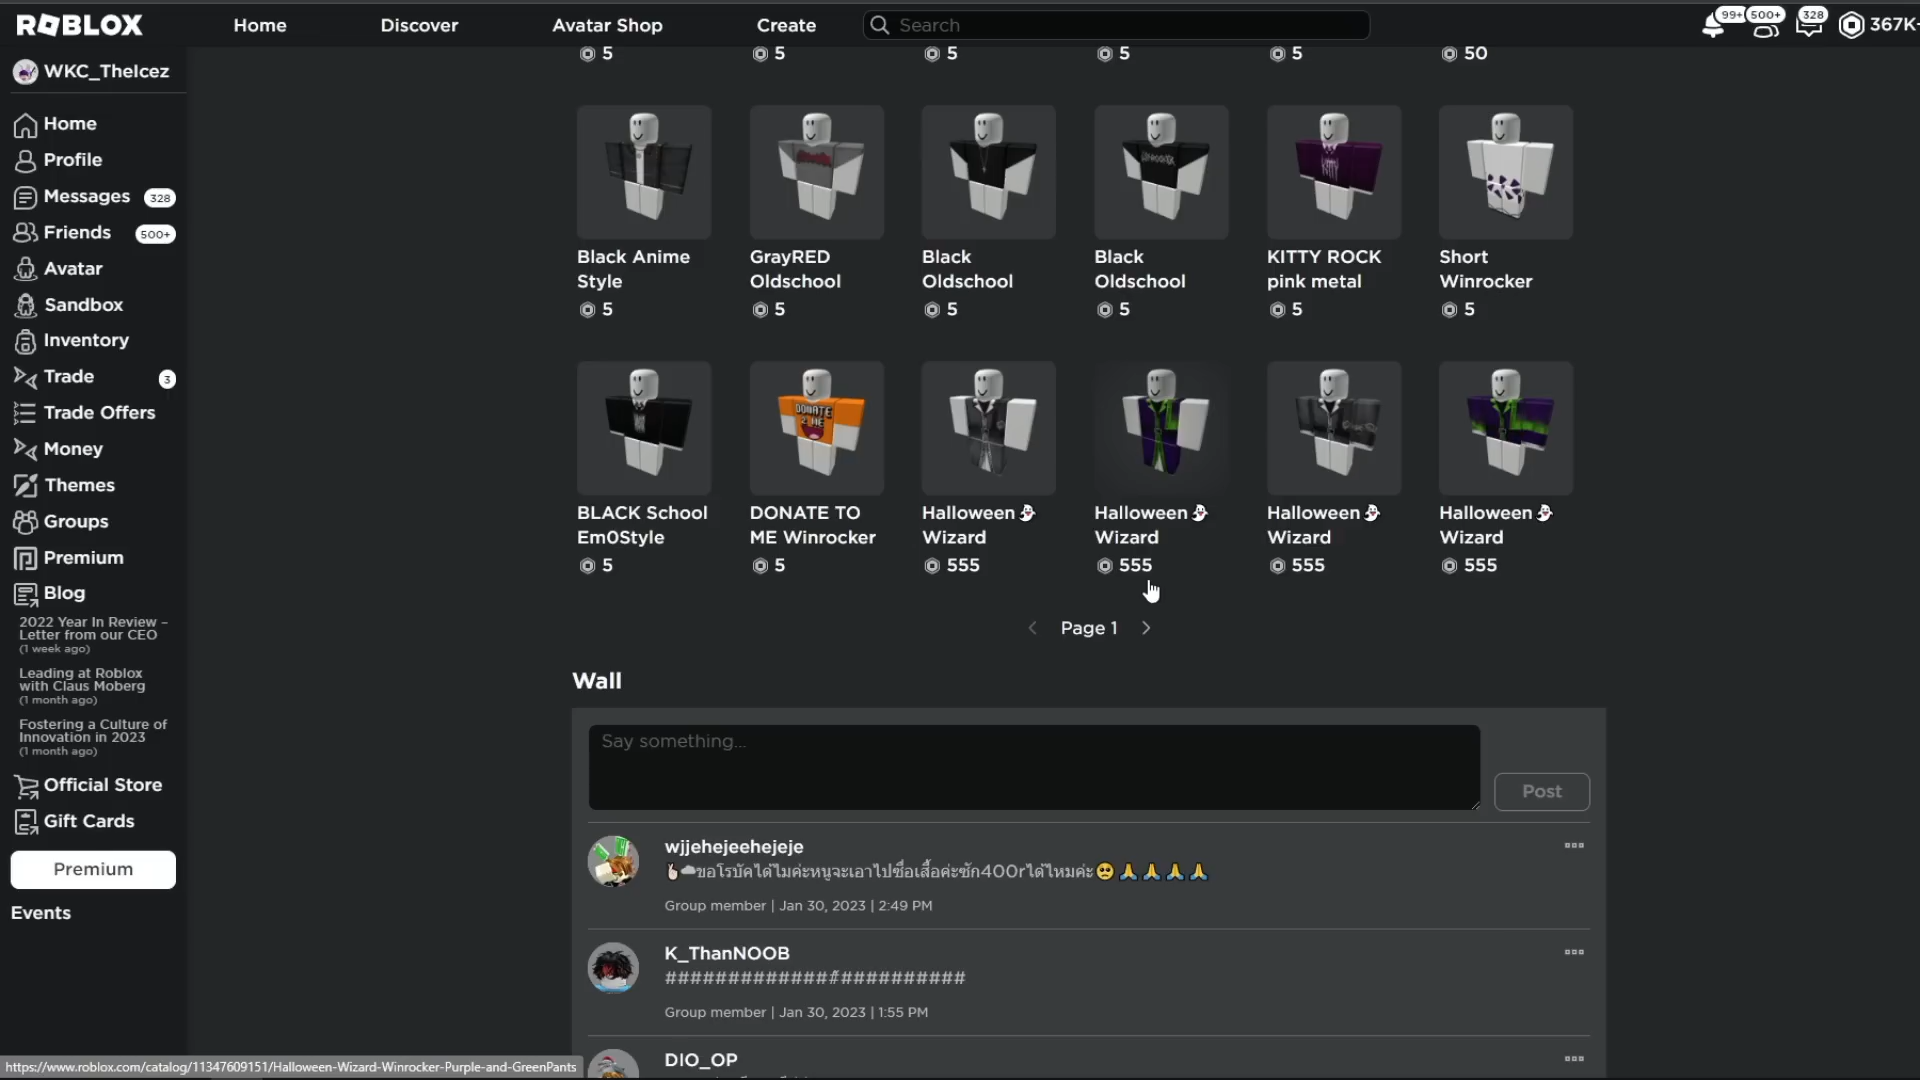 ROBLOX
Home
Discover
Avatar Shop
Create
Search
99+
500+
328
367K+
WKC_TheIcez
Home
Profile
Messages 328
Friends 500+
Avatar
Sandbox
Inventory
Trade 3
Trade Offers
Money
Themes
Groups
Premium
Blog
2022 Year In Review –
Letter from our CEO
(1 week ago)
Leading at Roblox
with Claus Moberg
(1 month ago)
Fostering a Culture of
Innovation in 2023
(1 month ago)
Official Store
Gift Cards
Premium
Events
5
5
5
5
5
50
Black Anime
Style
5
GrayRED
Oldschool
5
Black
Oldschool
5
Black
Oldschool
5
KITTY ROCK
pink metal
5
Short
Winrocker
5
BLACK School
Em0Style
5
DONATE
2 ME
DONATE TO
ME Winrocker
5
Halloween👻
Wizard
555
Halloween👻
Wizard
555
Halloween👻
Wizard
555
Halloween👻
Wizard
555
Page 1
Wall
Say something...
Post
wjjehejeehejeje
🫰🏻☁ขอโรบัคได้ไมค่ะหนูจะเอาไปซื่อเสื้อค่ะซัก400rได้ไหมค่ะ🥺🙏🙏🙏🙏
Group member | Jan 30, 2023 | 2:49 PM
K_ThanNOOB
Group member | Jan 30, 2023 | 1:55 PM
DIO_OP
https://www.roblox.com/catalog/11347609151/Halloween-Wizard-Winrocker-Purple-and-GreenPants